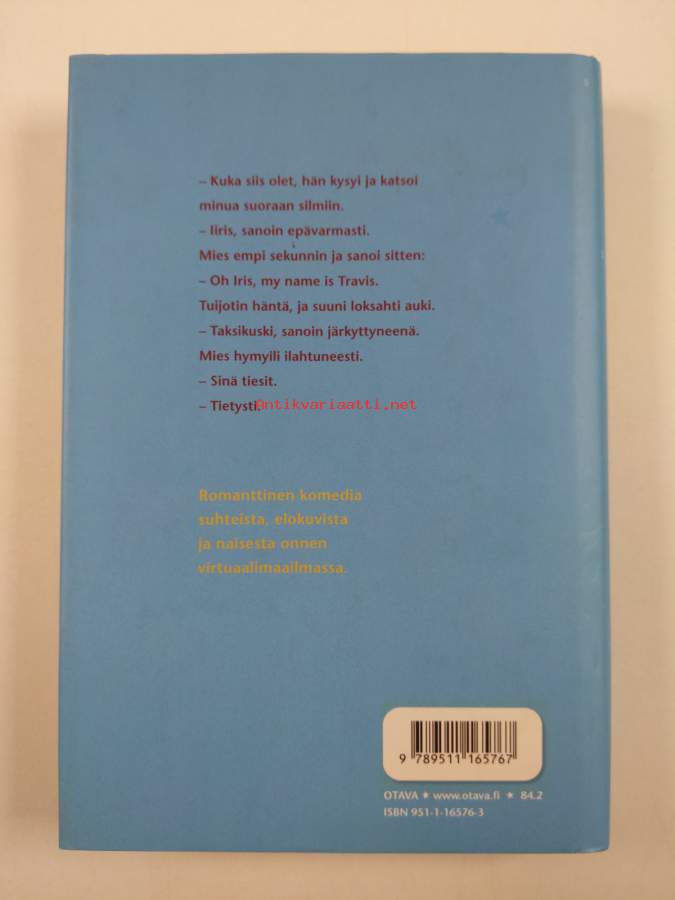 – Kuka siis olet, hän kysyi ja katsoi
minua suoraan silmiin.
– Iiris, sanoin epävarmasti.
Mies empi sekunnin ja sanoi sitten:
– Oh Iris, my name is Travis.
Tuijotin häntä, ja suuni loksahti auki.
– Taksikuski, sanoin järkyttyneenä.
Mies hymyili ilahtuneesti.
– Sinä tiesit.
– Tietysti.
Antikvariaatti.net
Romanttinen komedia
suhteista, elokuvista
ja naisesta onnen
virtuaalimaailmassa.
9 789511 165767
OTAVA ★ www.otava.fi ★ 84.2
ISBN 951-1-16576-3